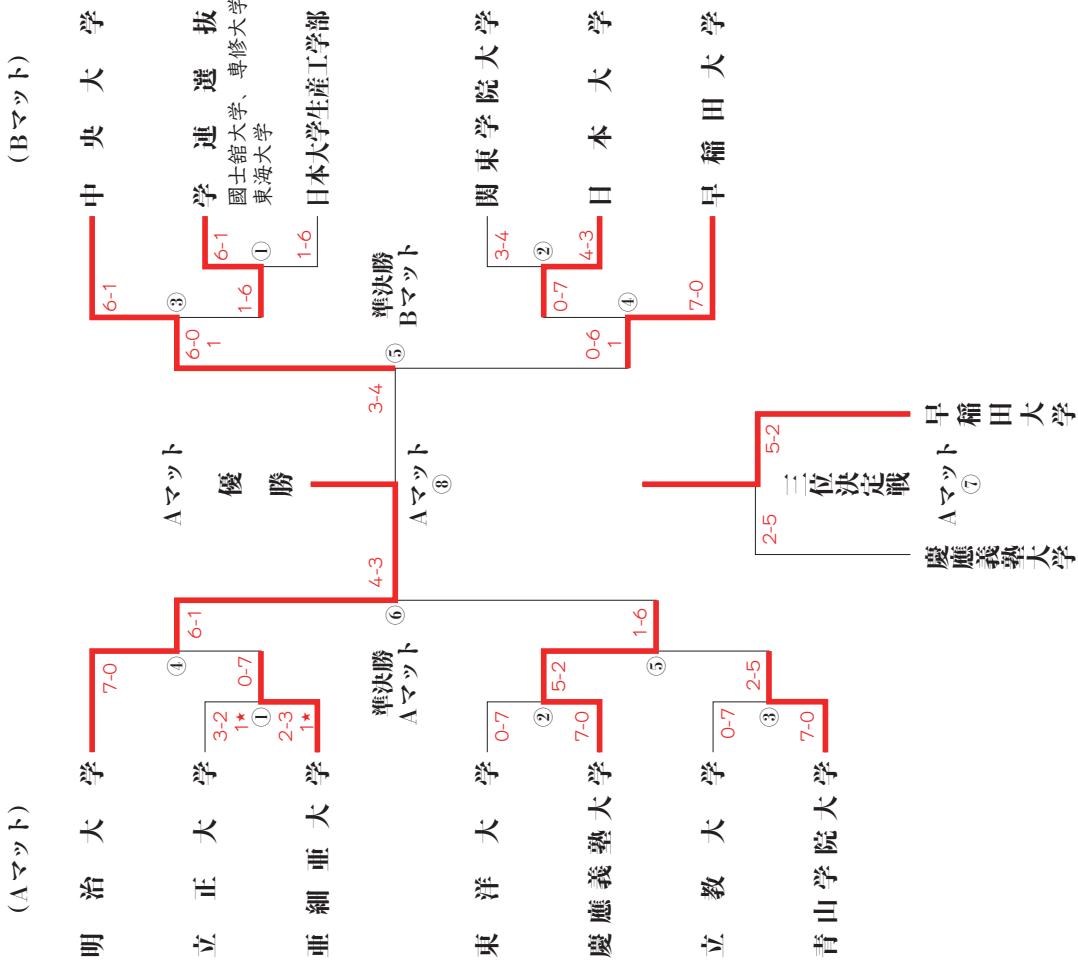 (Aマット)
明治大学
立正大学
亜細亜大学
東洋大学
慶應義塾大学
立教大学
青山学院大学
7-0
④
0-7
3-2
1★
①
2-3
1★
6-1
準決勝
Aマット
⑥
0-7
②
7-0
5-2
1-6
⑤
0-7
③
7-0
2-5
4-3
Aマット
優勝
Aマット
⑧
3-4
(Bマット)
中央大学
学連選抜
國士舘大学、専修大学
東海大学
日本大学生産工学部
関東学院大学
日本大学
早稲田大学
6-1
③
1-6
6-1
①
1-6
6-0
1
準決勝
Bマット
⑤
3-4
②
4-3
0-7
④
7-0
0-6
1
三位決定戦
Aマット
⑦
5-2
2-5
早稲田大学
慶應義塾大学